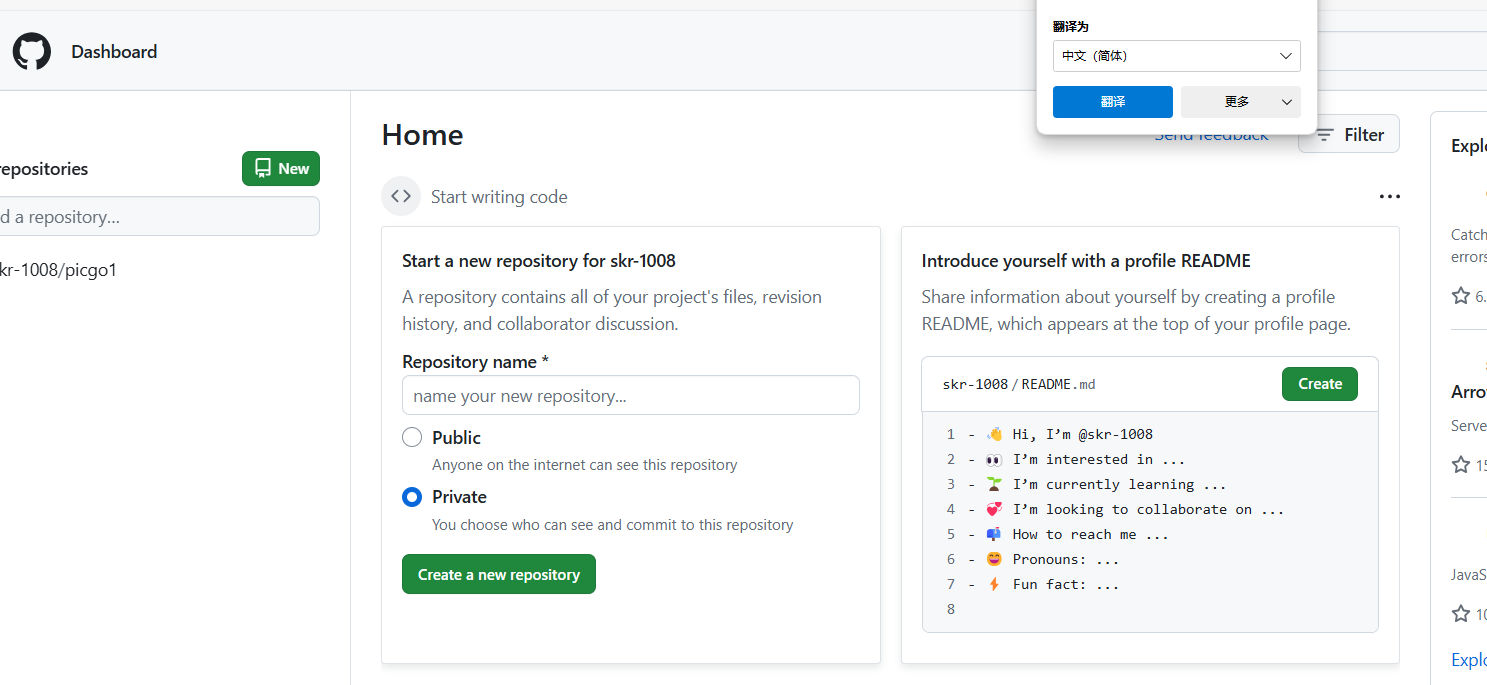 Dashboard
翻译为
中文（简体）
翻译
更多
Home
Filter
repositories
New
a repository...
Start writing code
kr-1008/picgo1
Start a new repository for skr-1008
A repository contains all of your project's files, revision
history, and collaborator discussion.
Repository name *
name your new repository...
Public
Anyone on the internet can see this repository
Private
You choose who can see and commit to this repository
Create a new repository
Introduce yourself with a profile README
Share information about yourself by creating a profile
README, which appears at the top of your profile page.
skr-1008 / README.md
Create
1 - 👋 Hi, I’m @skr-1008
2 - 👀 I’m interested in ...
3 - 🌱 I’m currently learning ...
4 - 💞️ I’m looking to collaborate on ...
5 - 📫 How to reach me ...
6 - 😄 Pronouns: ...
7 - ⚡ Fun fact: ...
8
Explo
Catch
errors
6.
Arro
Serve
15
JavaS
10
Explo